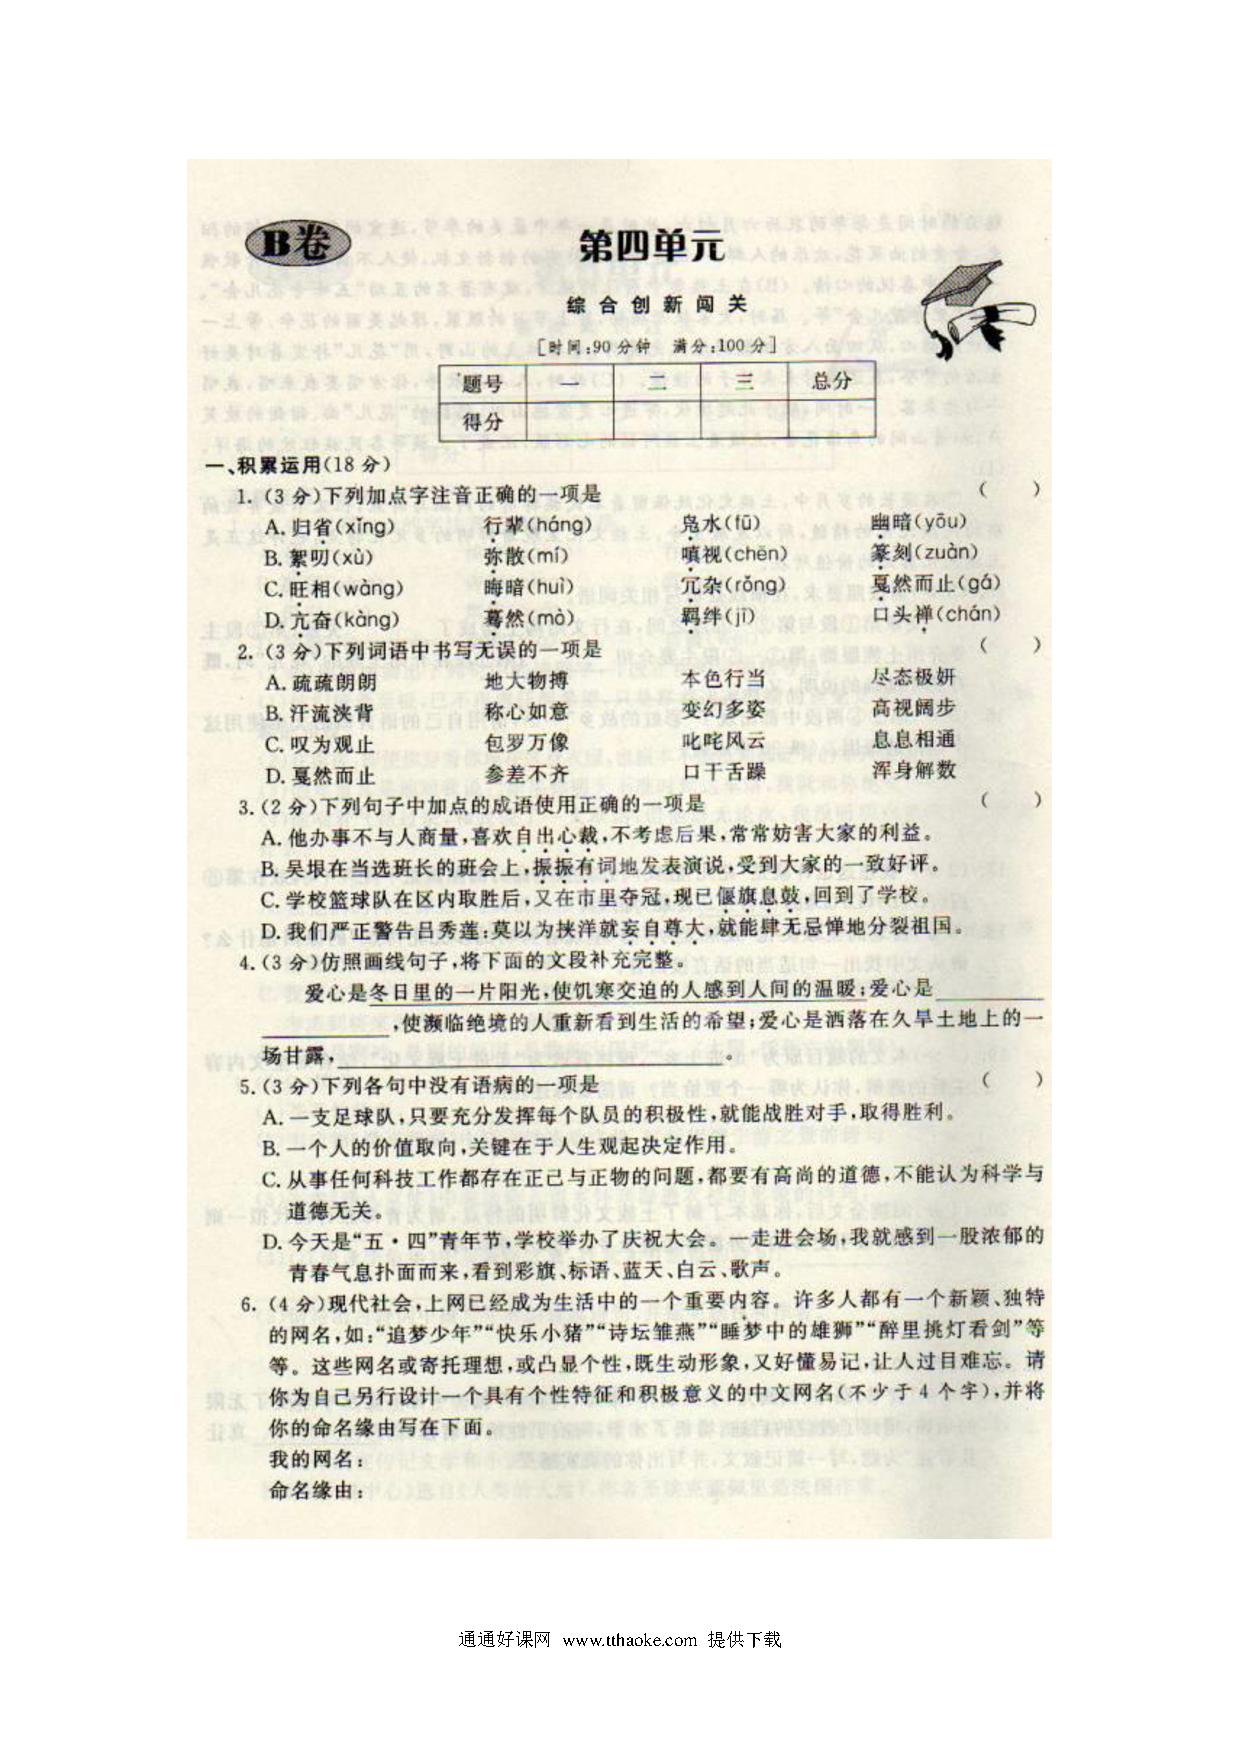 B卷
第四单元
综合创新闯关
[时间:90分钟 满分:100分]
题号 一 二 三 总分
得分
一、积累运用(18分)
1.(3分)下列加点字注音正确的一项是 ( )
A.归省(xǐng) 行辈(háng) 凫水(fū) 幽暗(yōu)
B.絮叨(xù) 弥散(mí) 嗔视(chēn) 篆刻(zuàn)
C.旺相(wàng) 晦暗(huì) 冗杂(rǒng) 戛然而止(gá)
D.亢奋(kàng) 蓦然(mò) 羁绊(jī) 口头禅(chán)
2.(3分)下列词语中书写无误的一项是 ( )
A.疏疏朗朗 地大物搏 本色行当 尽态极妍
B.汗流浃背 称心如意 变幻多姿 高视阔步
C.叹为观止 包罗万像 叱咤风云 息息相通
D.戛然而止 参差不齐 口干舌躁 浑身解数
3.(2分)下列句子中加点的成语使用正确的一项是 ( )
A.他办事不与人商量,喜欢自出心裁,不考虑后果,常常妨害大家的利益。
B.吴垠在当选班长的班会上,振振有词地发表演说,受到大家的一致好评。
C.学校篮球队在区内取胜后,又在市里夺冠,现已偃旗息鼓,回到了学校。
D.我们严正警告吕秀莲:莫以为挟洋就妄自尊大,就能肆无忌惮地分裂祖国。
4.(3分)仿照画线句子,将下面的文段补充完整。
爱心是冬日里的一片阳光,使饥寒交迫的人感到人间的温暖;爱心是
,使濒临绝境的人重新看到生活的希望;爱心是洒落在久旱土地上的一
场甘露, 。
5.(3分)下列各句中没有语病的一项是 ( )
A.一支足球队,只要充分发挥每个队员的积极性,就能战胜对手,取得胜利。
B.一个人的价值取向,关键在于人生观起决定作用。
C.从事任何科技工作都存在正己与正物的问题,都要有高尚的道德,不能认为科学与
道德无关。
D.今天是“五·四”青年节,学校举办了庆祝大会。一走进会场,我就感到一股浓郁的
青春气息扑面而来,看到彩旗、标语、蓝天、白云、歌声。
6.(4分)现代社会,上网已经成为生活中的一个重要内容。许多人都有一个新颖、独特
的网名,如:“追梦少年”“快乐小猪”“诗坛雏燕”“睡梦中的雄狮”“醉里挑灯看剑”等
等。这些网名或寄托理想,或凸显个性,既生动形象,又好懂易记,让人过目难忘。请
你为自己另行设计一个具有个性特征和积极意义的中文网名(不少于4个字),并将
你的命名缘由写在下面。
我的网名:
命名缘由:
通通好课网 www.tthaoke.com 提供下载